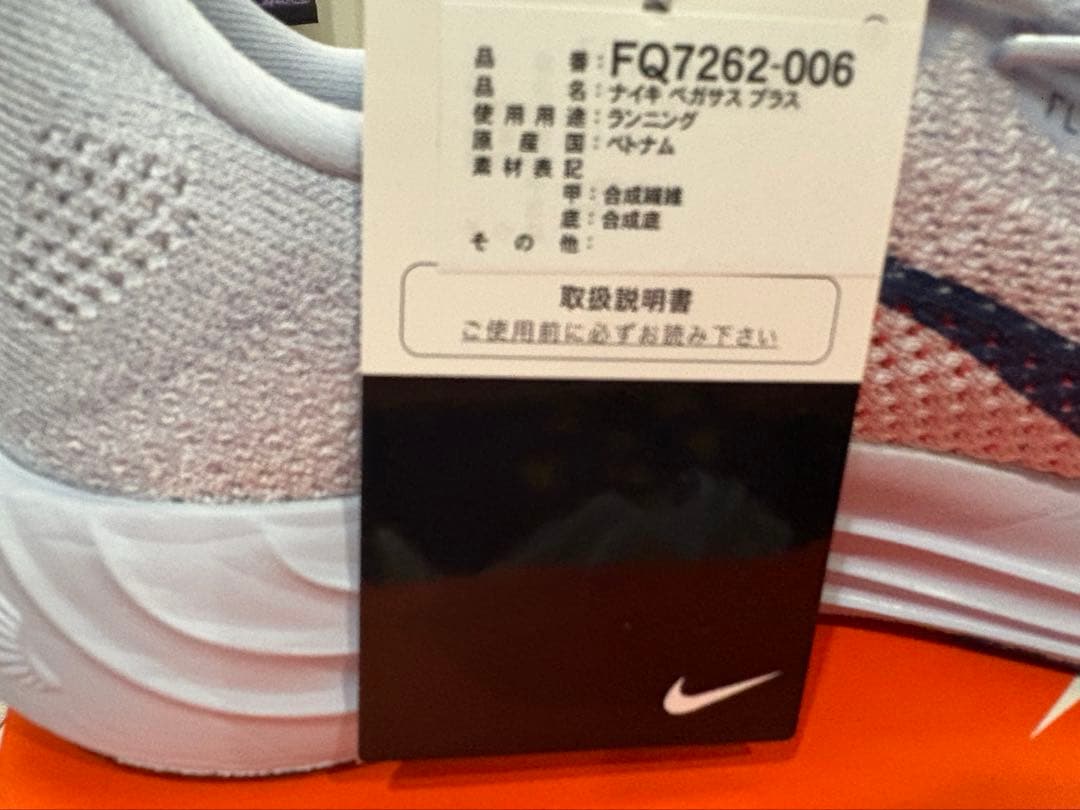 品番：FQ7262-006
品名：ナイキ ペガサス プラス
使用用途：ランニング
原産国：ベトナム
素材表記
甲：合成繊維
底：合成底
その他：
取扱説明書
ご使用前に必ずお読み下さい